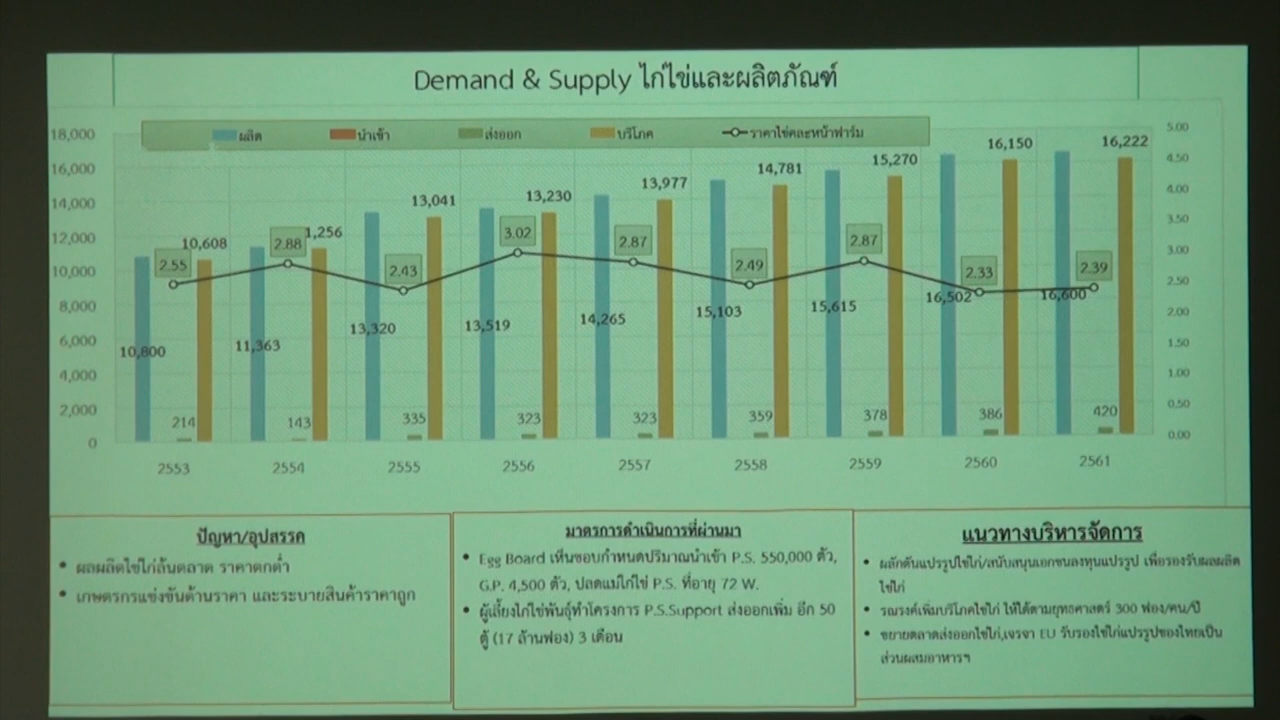 Demand & Supply ไก่ไข่และผลิตภัณฑ์
ผลิต นำเข้า ส่งออก บริโภค ราคาไข่คละหน้าฟาร์ม
18,000
16,000
14,000
12,000
10,000
8,000
6,000
4,000
2,000
0
5.00
4.50
4.00
3.50
3.00
2.50
2.00
1.50
1.00
0.50
0.00
10,608 1,256 13,041 13,230 13,977 14,781 15,270 16,150 16,222
2.55 2.88 2.43 3.02 2.87 2.49 2.87 2.33 2.39
10,800 11,363 13,320 13,519 14,265 15,103 15,615 16,502 16,600
214 143 335 323 323 359 378 386 420
2553 2554 2555 2556 2557 2558 2559 2560 2561
ปัญหา/อุปสรรค
• ผลผลิตไข่ไก่ล้นตลาด ราคาตกต่ำ
• เกษตรกรแข่งขันด้านราคา และระบายสินค้าราคาถูก
มาตรการดำเนินการที่ผ่านมา
• Egg Board เห็นชอบกำหนดปริมาณนำเข้า P.S. 550,000 ตัว,
G.P. 4,500 ตัว, ปลดแม่ไก่ไข่ P.S. ที่อายุ 72 W.
• ผู้เลี้ยงไก่ไข่พันธุ์ทำโครงการ P.S.Support ส่งออกเพิ่ม อีก 50
ตู้ (17 ล้านฟอง) 3 เดือน
แนวทางบริหารจัดการ
• ผลักดันแปรรูปไข่ไก่/สนับสนุนเอกชนลงทุนแปรรูป เพื่อรองรับผลผลิต
ไข่ไก่
• รณรงค์เพิ่มบริโภคไข่ไก่ ให้ได้ตามยุทธศาสตร์ 300 ฟอง/คน/ปี
• ขยายตลาดส่งออกไข่ไก่,เจรจา EU รับรองไข่ไก่แปรรูปของไทยเป็น
ส่วนผสมอาหารฯ